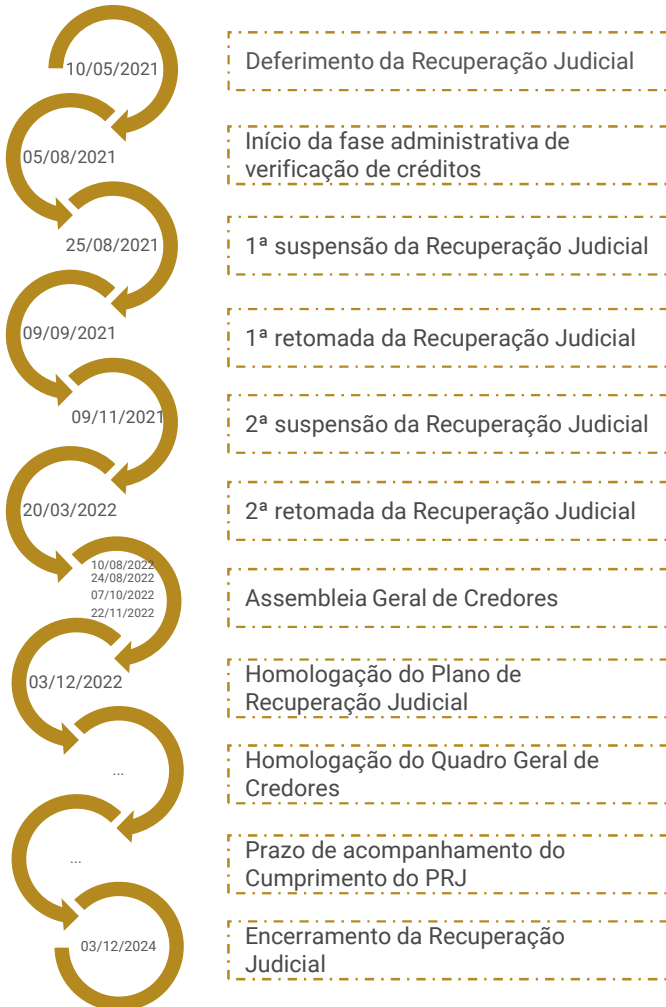 10/05/2021
Deferimento da Recuperação Judicial
05/08/2021
Início da fase administrativa de
verificação de créditos
25/08/2021
1ª suspensão da Recuperação Judicial
09/09/2021
1ª retomada da Recuperação Judicial
09/11/2021
2ª suspensão da Recuperação Judicial
20/03/2022
2ª retomada da Recuperação Judicial
10/08/2022
24/08/2022
07/10/2022
22/11/2022
Assembleia Geral de Credores
03/12/2022
Homologação do Plano de
Recuperação Judicial
...
Homologação do Quadro Geral de
Credores
...
Prazo de acompanhamento do
Cumprimento do PRJ
03/12/2024
Encerramento da Recuperação
Judicial